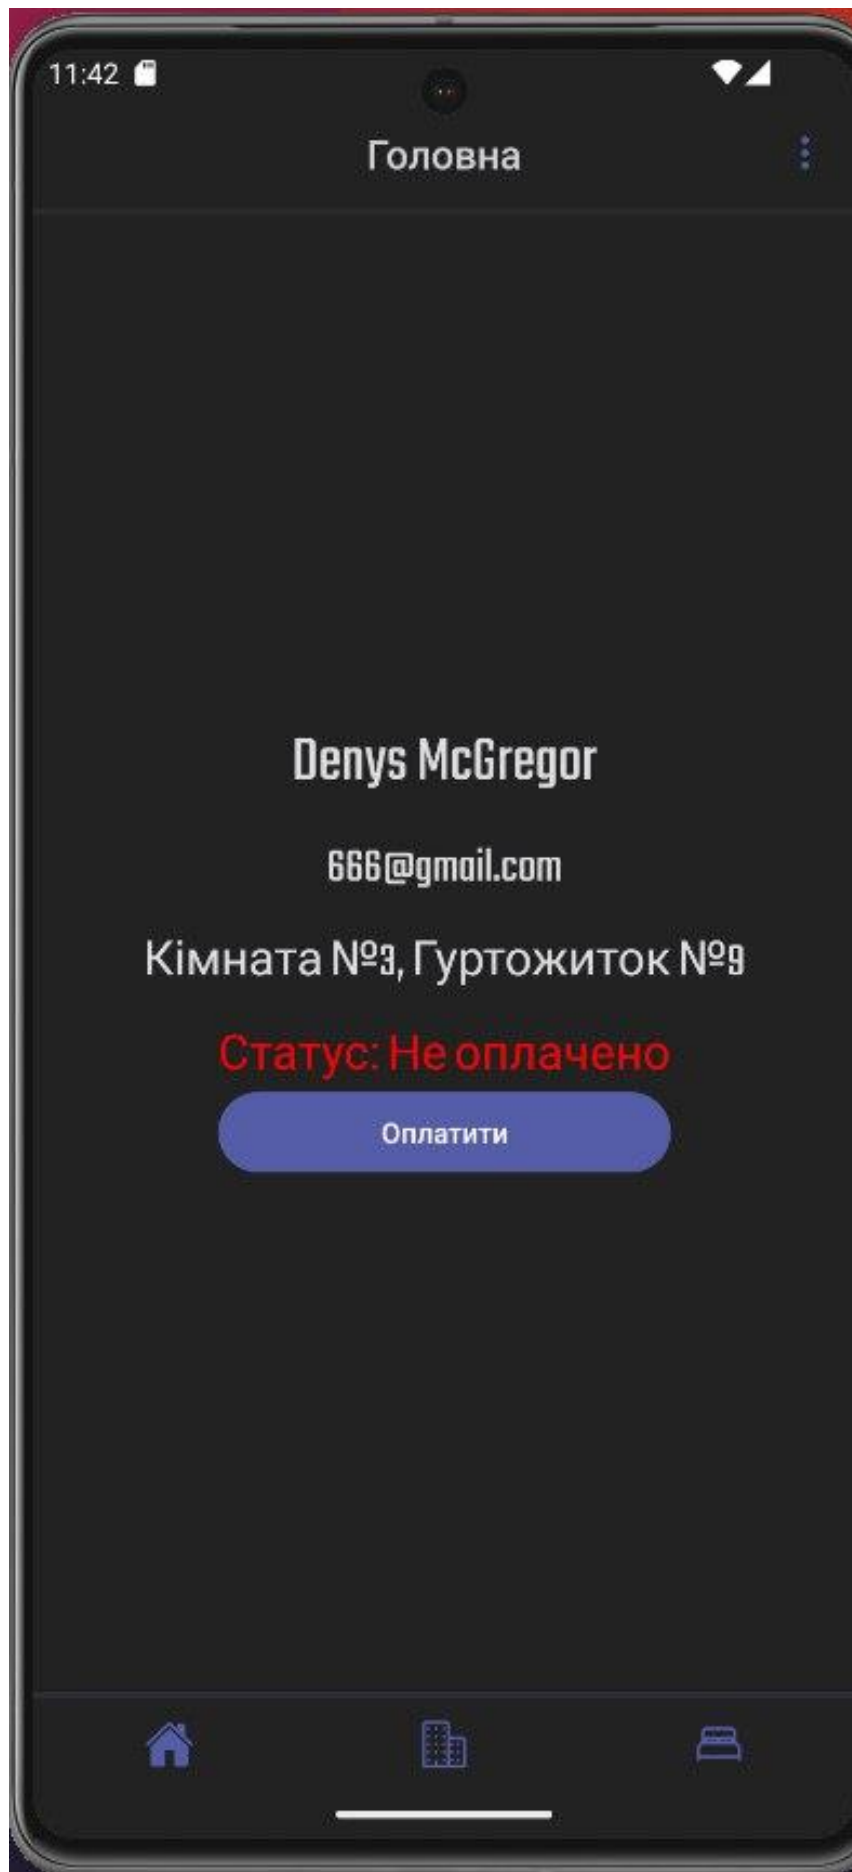 11:42
Головна
Denys McGregor
666@gmail.com
Кімната №3, Гуртожиток №9
Статус: Не оплачено
Оплатити